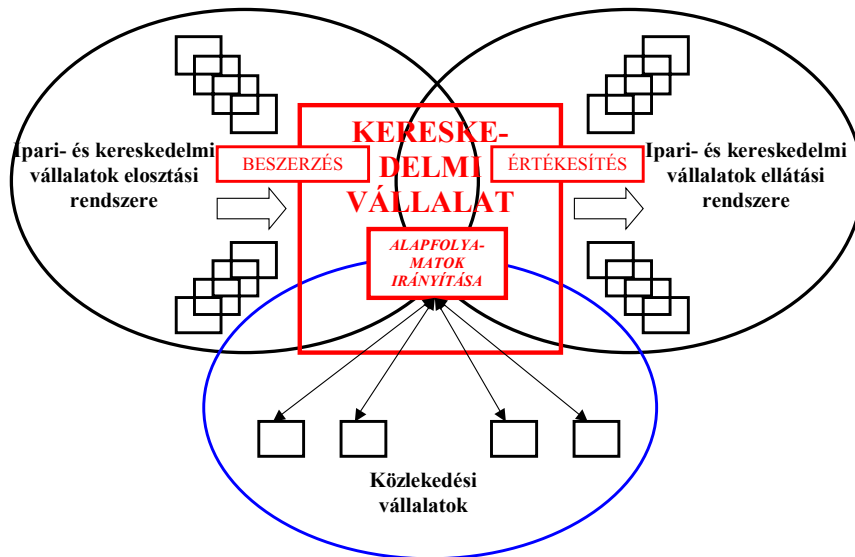 KERESKE-
DELMI
VÁLLALAT
Ipari- és kereskedelmi
vállalatok elosztási
rendszere
BESZERZÉS
ÉRTÉKESÍTÉS
Ipari- és kereskedelmi
vállalatok ellátási
rendszere
ALAPFOLYA-
MATOK
IRÁNYÍTÁSA
Közlekedési
vállalatok